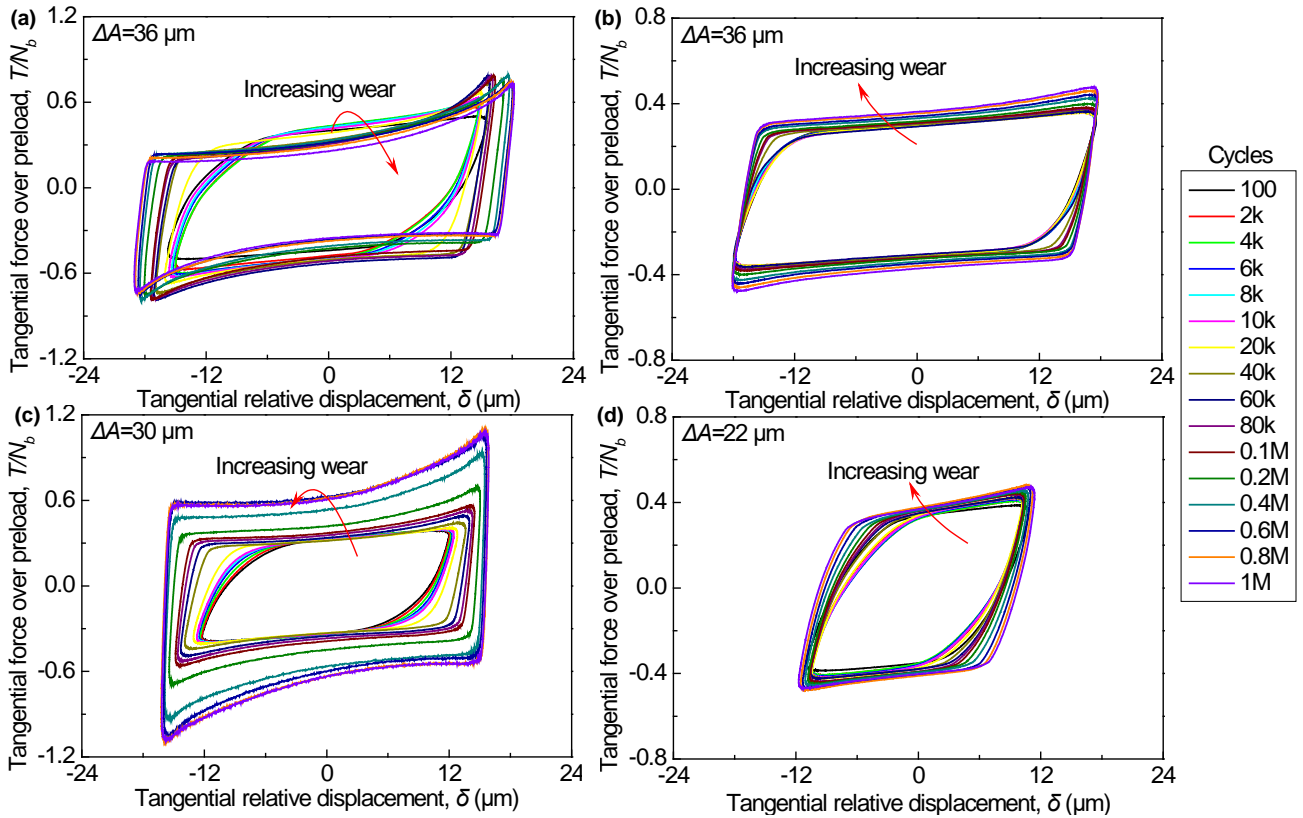 (a)
ΔA=36 μm
Increasing wear
Tangential force over preload, T/N_b
1.2
0.6
0.0
-0.6
-1.2
-24
-12
0
12
24
Tangential relative displacement, δ (μm)
(b)
ΔA=36 μm
Increasing wear
Tangential force over preload, T/N_b
0.8
0.4
0.0
-0.4
-0.8
-24
-12
0
12
24
Tangential relative displacement, δ (μm)
(c)
ΔA=30 μm
Increasing wear
Tangential force over preload, T/N_b
1.2
0.6
0.0
-0.6
-1.2
-24
-12
0
12
24
Tangential relative displacement, δ (μm)
(d)
ΔA=22 μm
Increasing wear
Tangential force over preload, T/N_b
0.8
0.4
0.0
-0.4
-0.8
-24
-12
0
12
24
Tangential relative displacement, δ (μm)
Cycles
100
2k
4k
6k
8k
10k
20k
40k
60k
80k
0.1M
0.2M
0.4M
0.6M
0.8M
1M